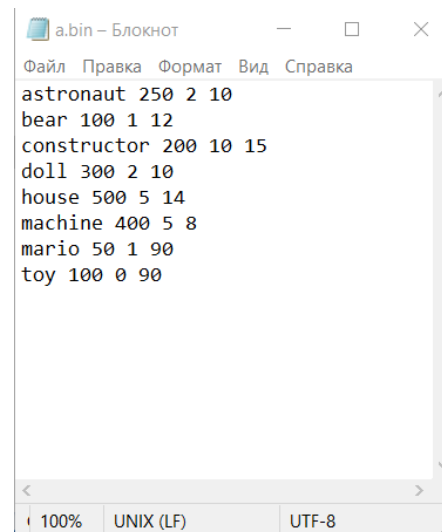 a.bin – Блокнот
Файл Правка Формат Вид Справка
astronaut 250 2 10
bear 100 1 12
constructor 200 10 15
doll 300 2 10
house 500 5 14
machine 400 5 8
mario 50 1 90
toy 100 0 90
100% UNIX (LF) UTF-8